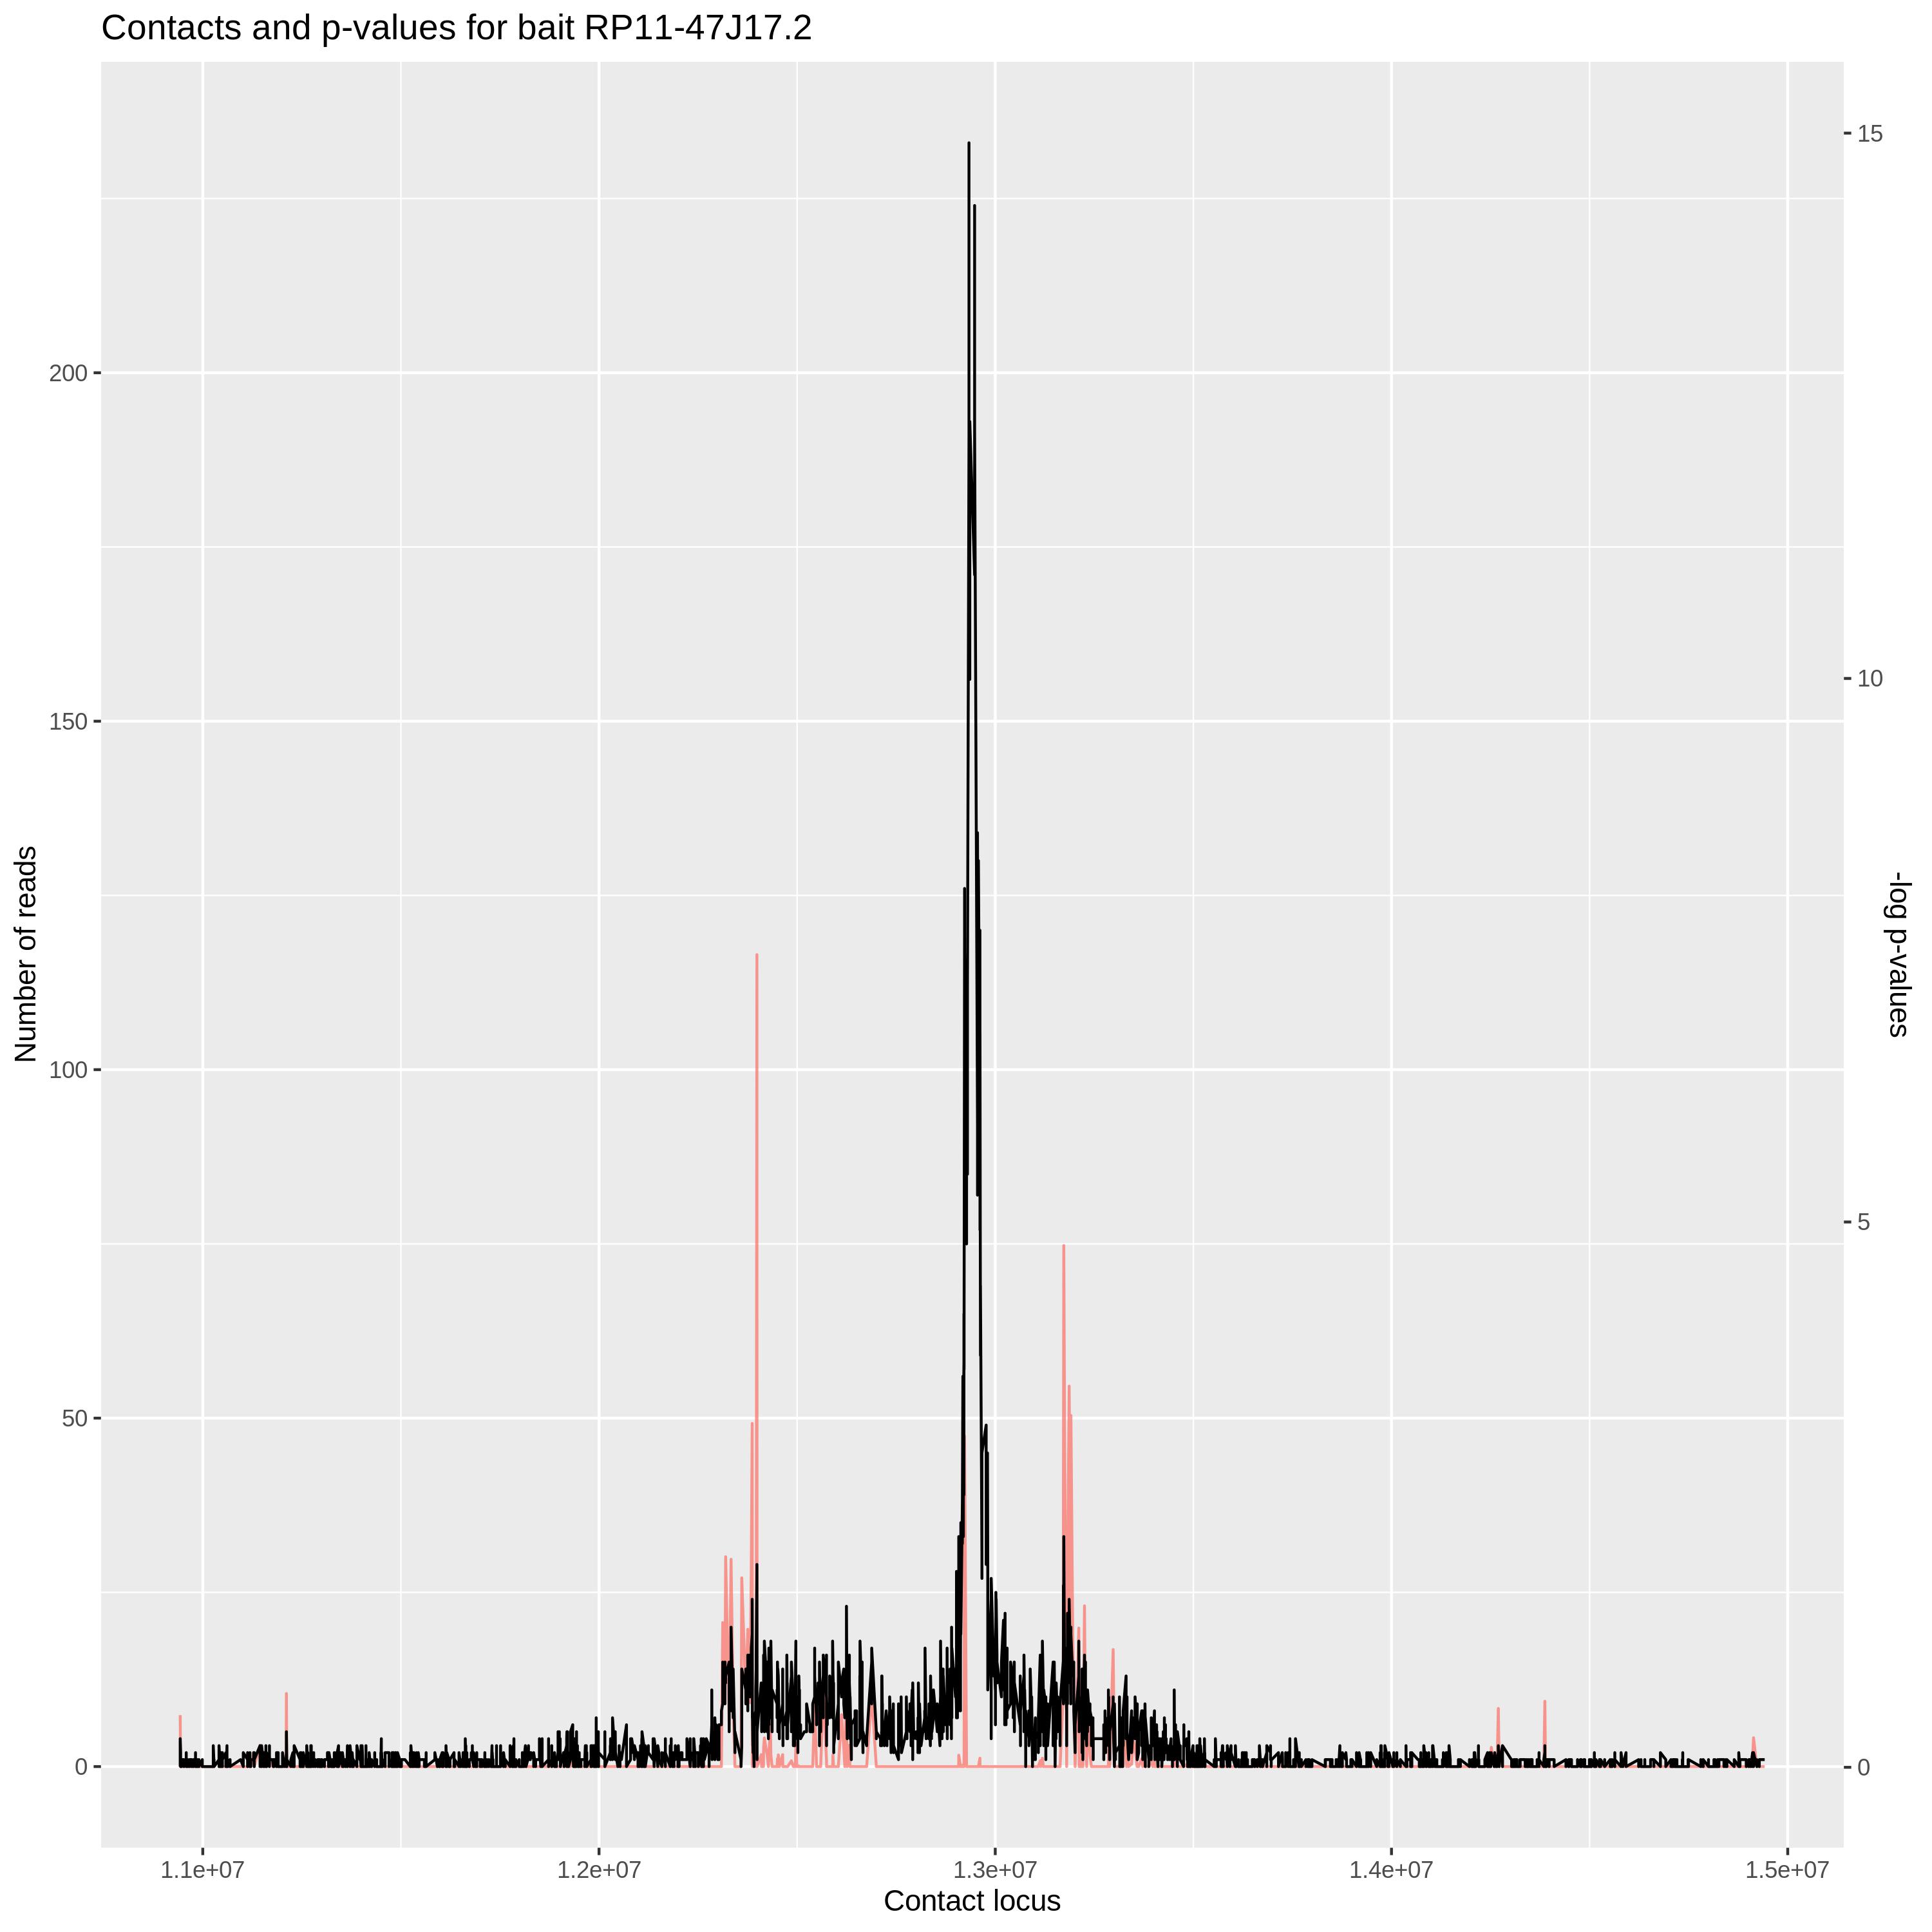 Contacts and p-values for bait RP11-47J17.2
Number of reads
200
150
100
50
0
15
10
5
0
-log p-values
1.1e+07 1.2e+07 1.3e+07 1.4e+07 1.5e+07
Contact locus